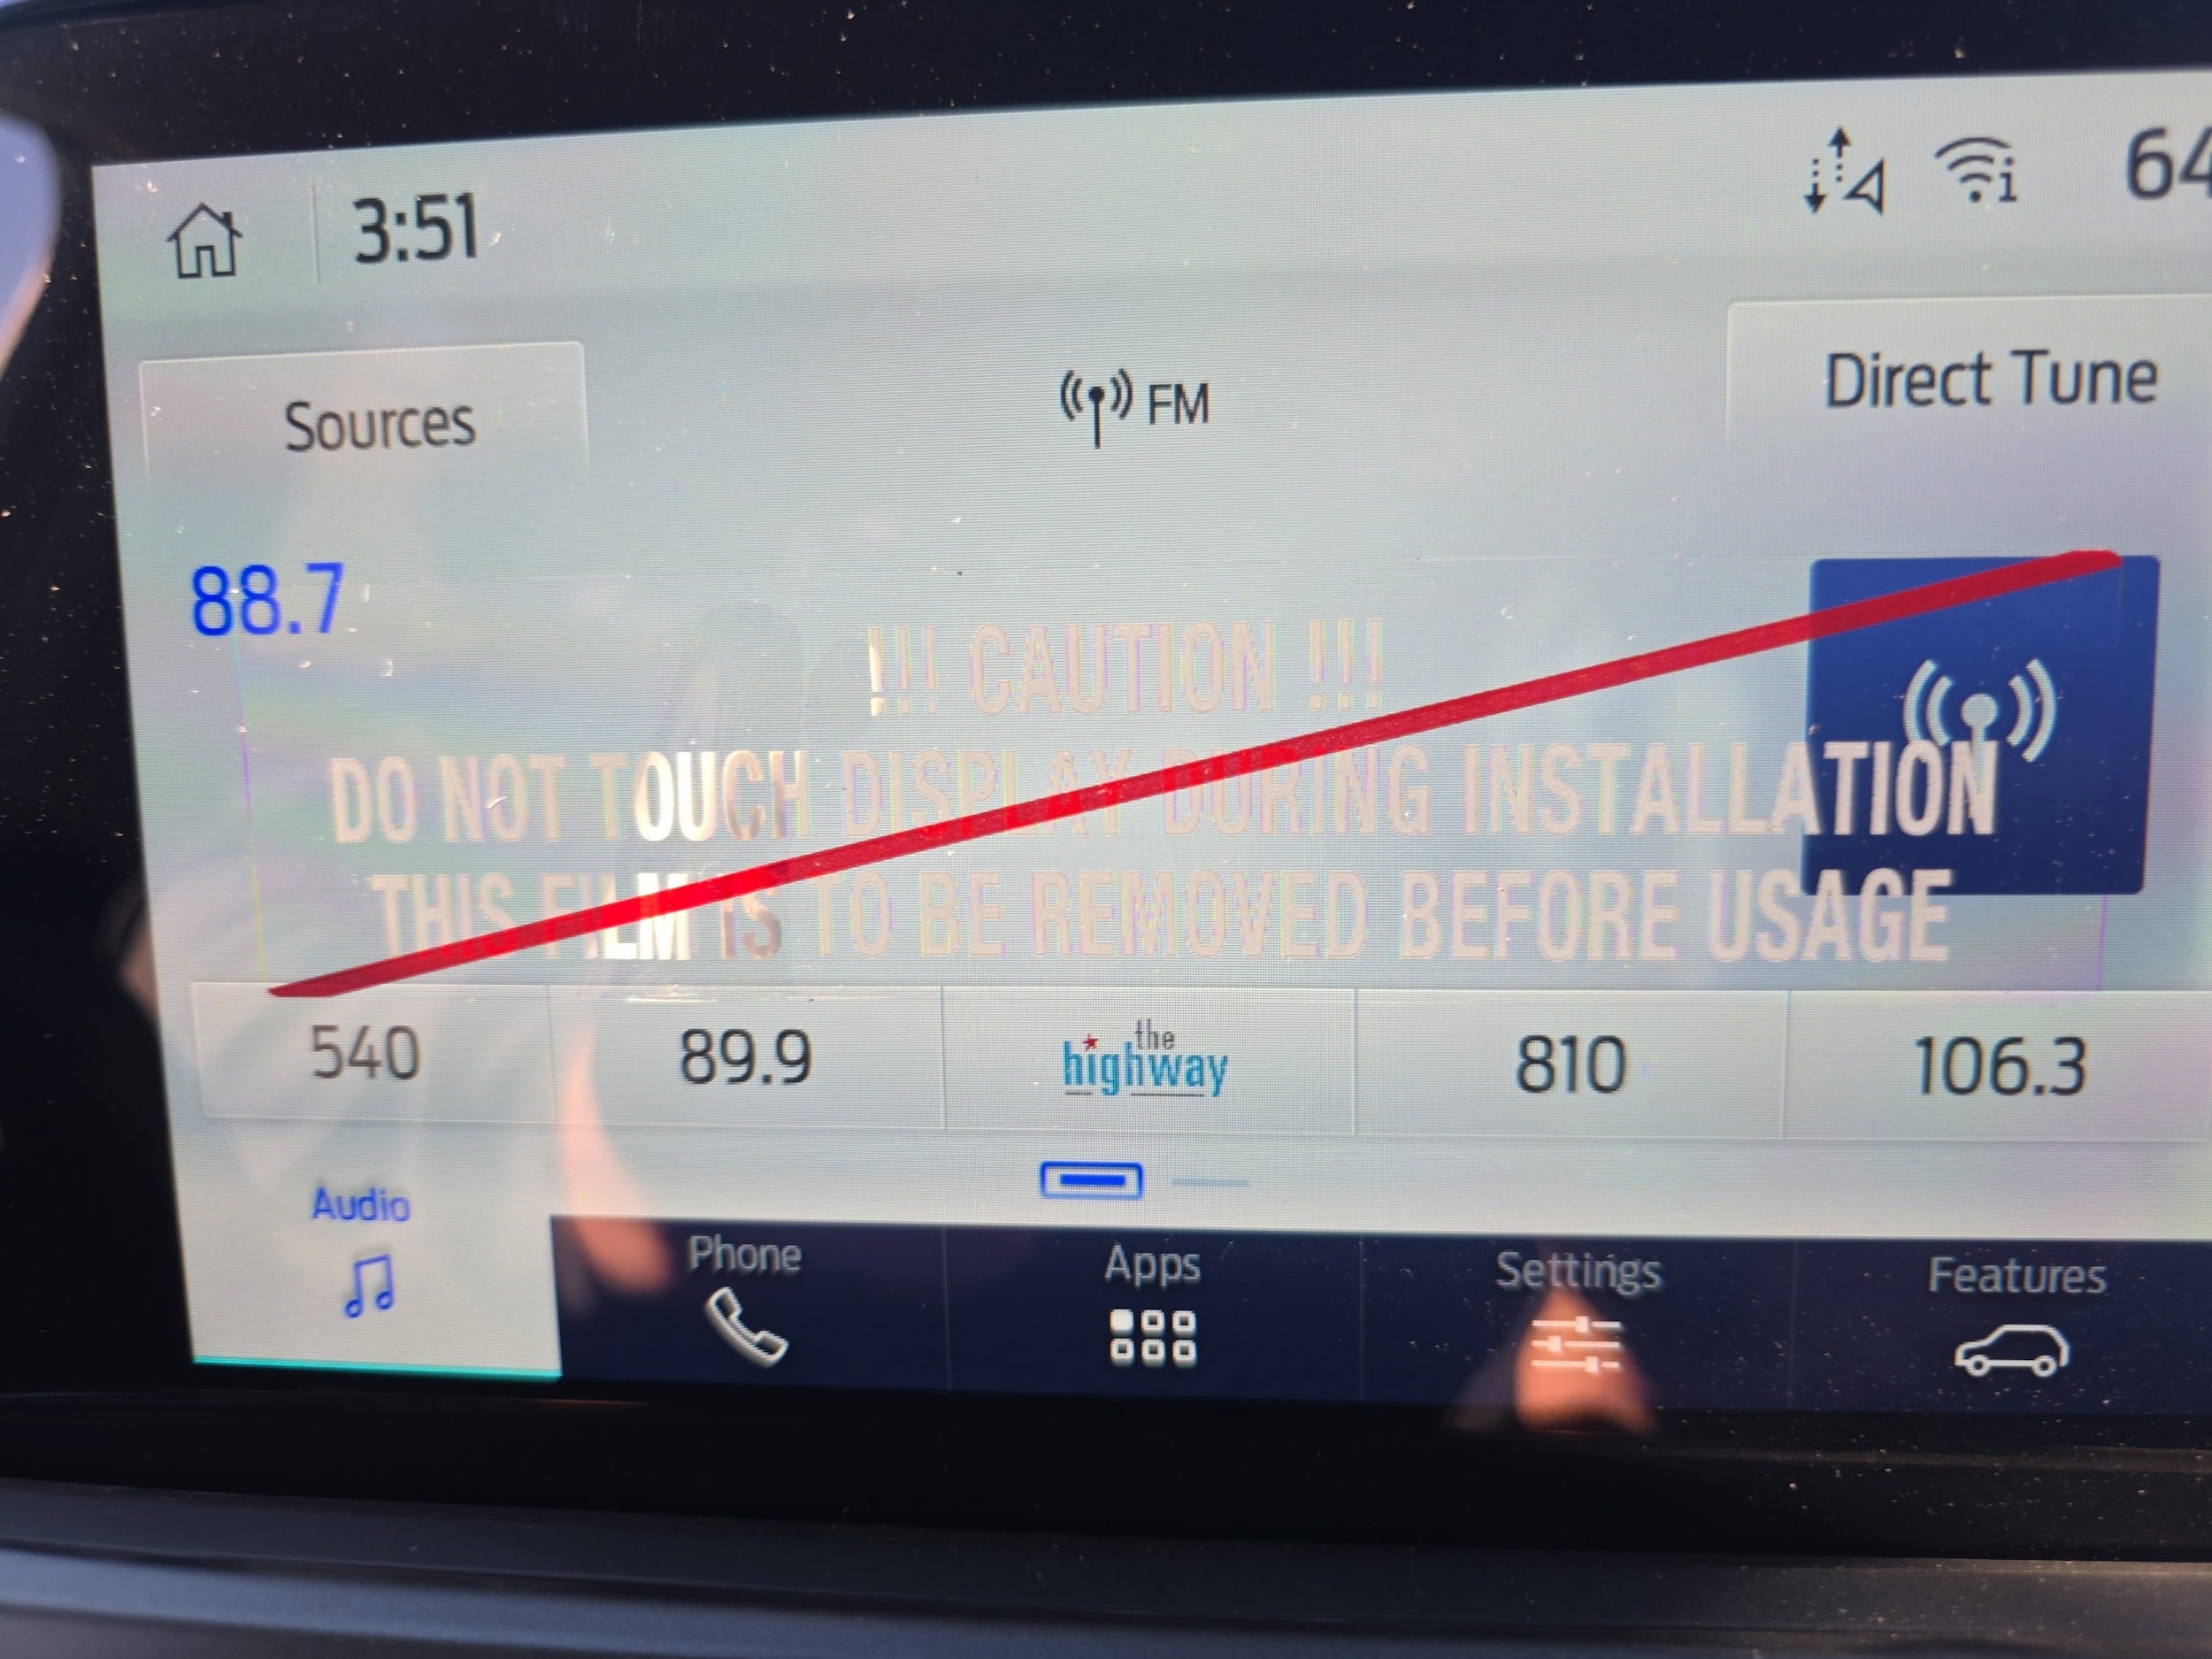 3:51
64
Sources
FM
Direct Tune
88.7
!!! CAUTION !!!
DO NOT TOUCH DISPLAY DURING INSTALLATION
THIS FILM IS TO BE REMOVED BEFORE USAGE
540
89.9
the
highway
810
106.3
Audio
Phone
Apps
Settings
Features